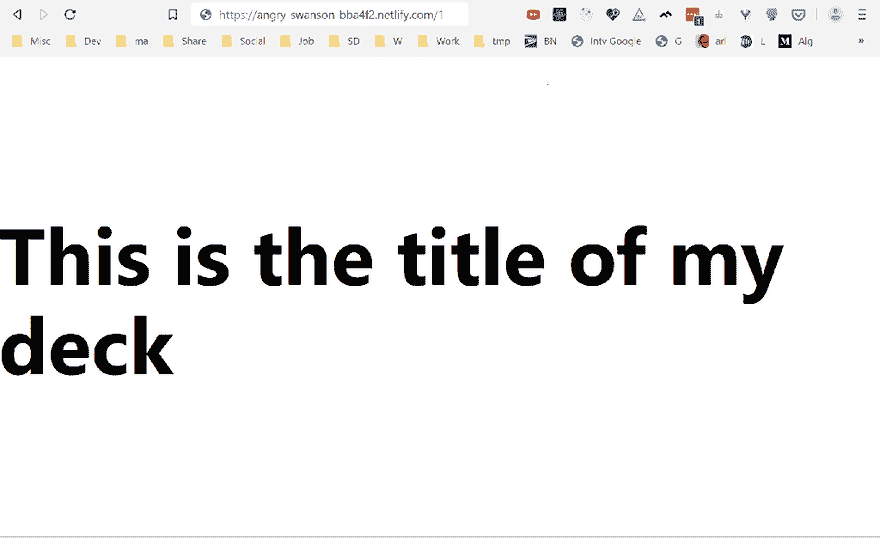 https://angry-swanson-bba4f2.netlify.com/1
Misc Dev ma Share Social Job SD W Work tmp BN Intv Google G arl L M Alg »
This is the title of my
deck